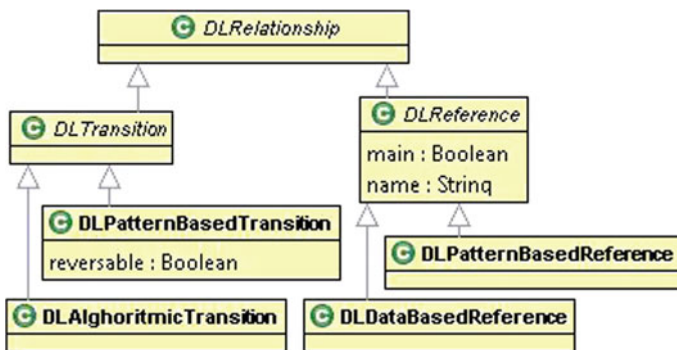 DLRelationship
DLTransition
DLReference
main : Boolean
name : String
DLPatternBasedTransition
reversable : Boolean
DLPatternBasedReference
DLAlghoritmicTransition
DLDataBasedReference